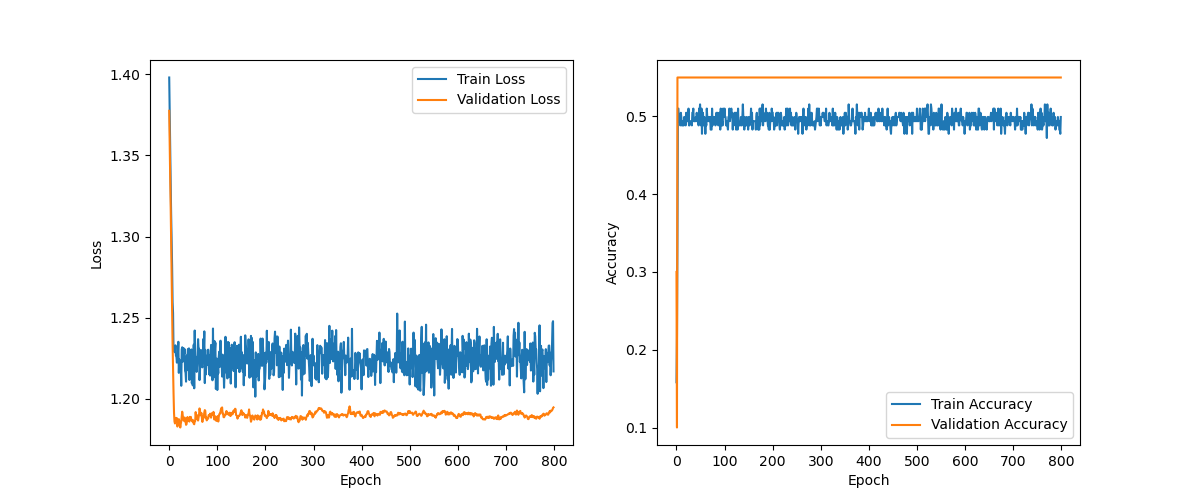 Train Loss
Validation Loss
1.40
1.35
1.30
1.25
1.20
Loss
0 100 200 300 400 500 600 700 800
Epoch
0.5
0.4
0.3
0.2
0.1
Accuracy
Train Accuracy
Validation Accuracy
0 100 200 300 400 500 600 700 800
Epoch